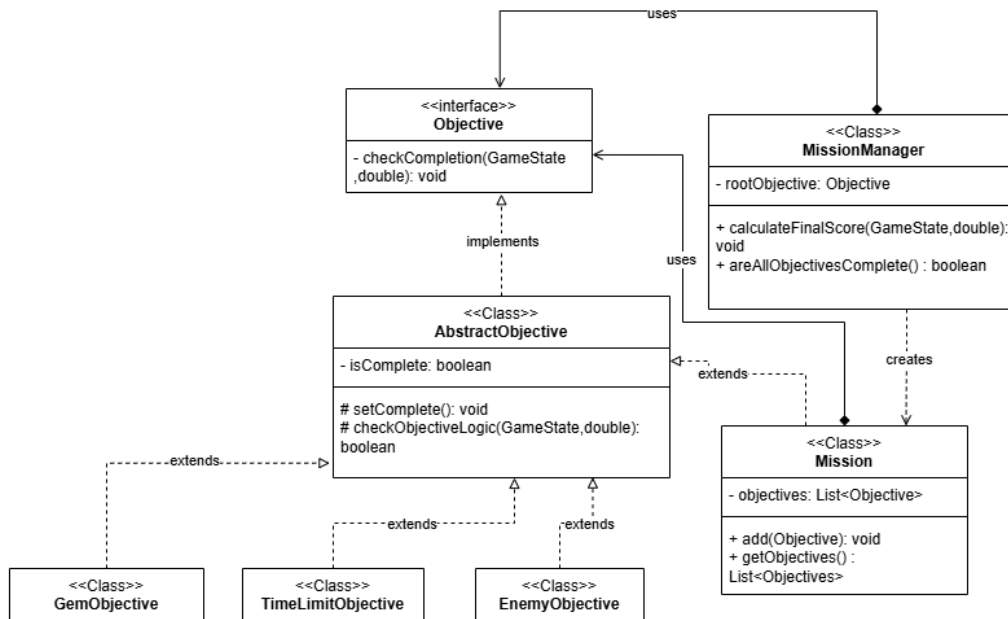 uses
<<interface>>
Objective
- checkCompletion(GameState
,double): void
<<Class>>
MissionManager
- rootObjective: Objective
+ calculateFinalScore(GameState,double):
void
+ areAllObjectivesComplete() : boolean
implements
uses
<<Class>>
AbstractObjective
- isComplete: boolean
# setComplete(): void
# checkObjectiveLogic(GameState,double):
boolean
extends
creates
<<Class>>
Mission
- objectives: List<Objective>
+ add(Objective): void
+ getObjectives() :
List<Objectives>
extends
extends
extends
<<Class>>
GemObjective
<<Class>>
TimeLimitObjective
<<Class>>
EnemyObjective